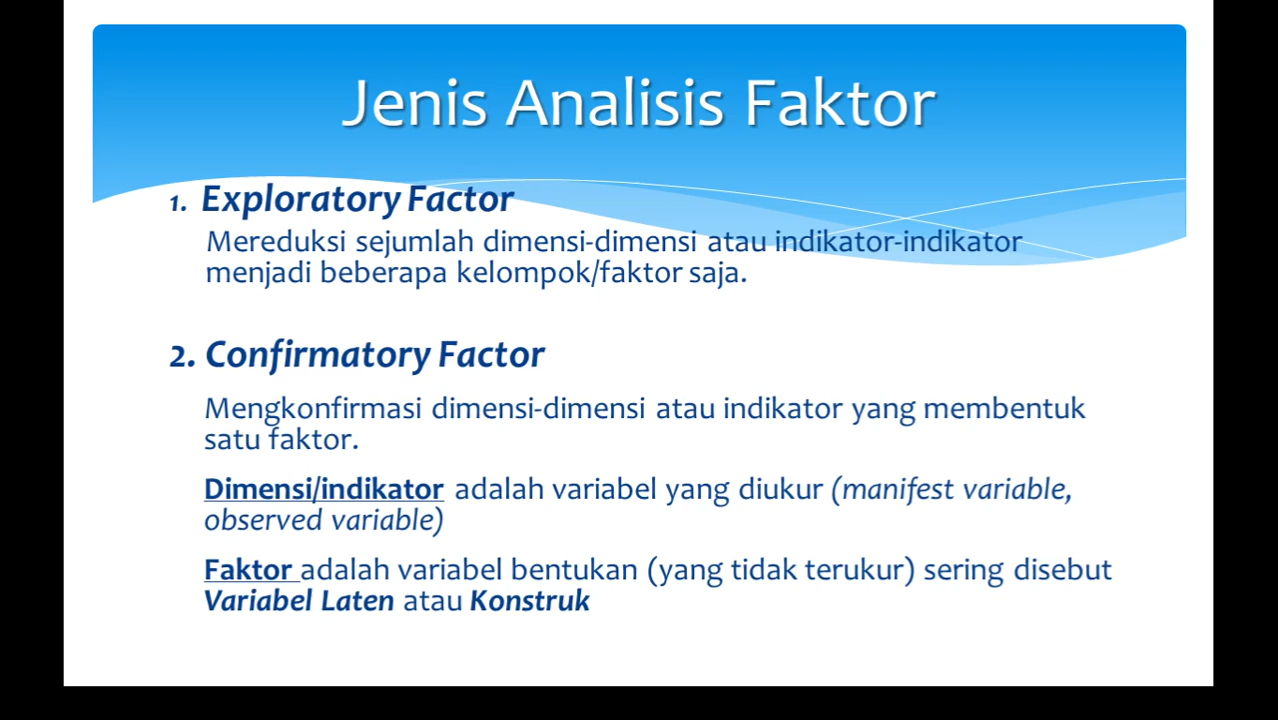 Jenis Analisis Faktor
1. Exploratory Factor
Mereduksi sejumlah dimensi-dimensi atau indikator-indikator
menjadi beberapa kelompok/faktor saja.
2. Confirmatory Factor
Mengkonfirmasi dimensi-dimensi atau indikator yang membentuk
satu faktor.
Dimensi/indikator adalah variabel yang diukur (manifest variable,
observed variable)
Faktor adalah variabel bentukan (yang tidak terukur) sering disebut
Variabel Laten atau Konstruk